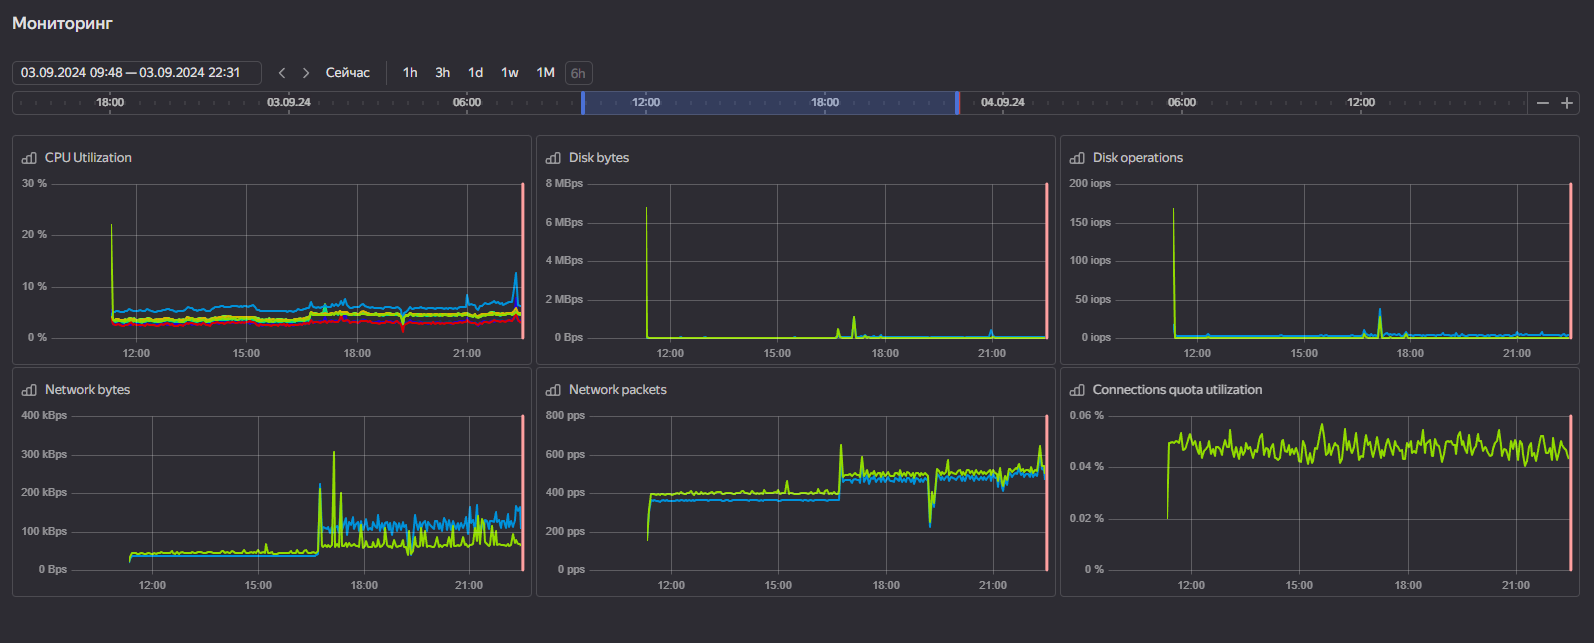 Мониторинг
03.09.2024 09:48 — 03.09.2024 22:31 Сейчас 1h 3h 1d 1w 1M 6h
18:00 03.09.24 06:00 12:00 18:00 04.09.24 06:00 12:00
CPU Utilization
30 %
20 %
10 %
0 %
12:00 15:00 18:00 21:00
Disk bytes
8 MBps
6 MBps
4 MBps
2 MBps
0 Bps
12:00 15:00 18:00 21:00
Disk operations
200 iops
150 iops
100 iops
50 iops
0 iops
12:00 15:00 18:00 21:00
Network bytes
400 kBps
300 kBps
200 kBps
100 kBps
0 Bps
12:00 15:00 18:00 21:00
Network packets
800 pps
600 pps
400 pps
200 pps
0 pps
12:00 15:00 18:00 21:00
Connections quota utilization
0.06 %
0.04 %
0.02 %
0 %
12:00 15:00 18:00 21:00